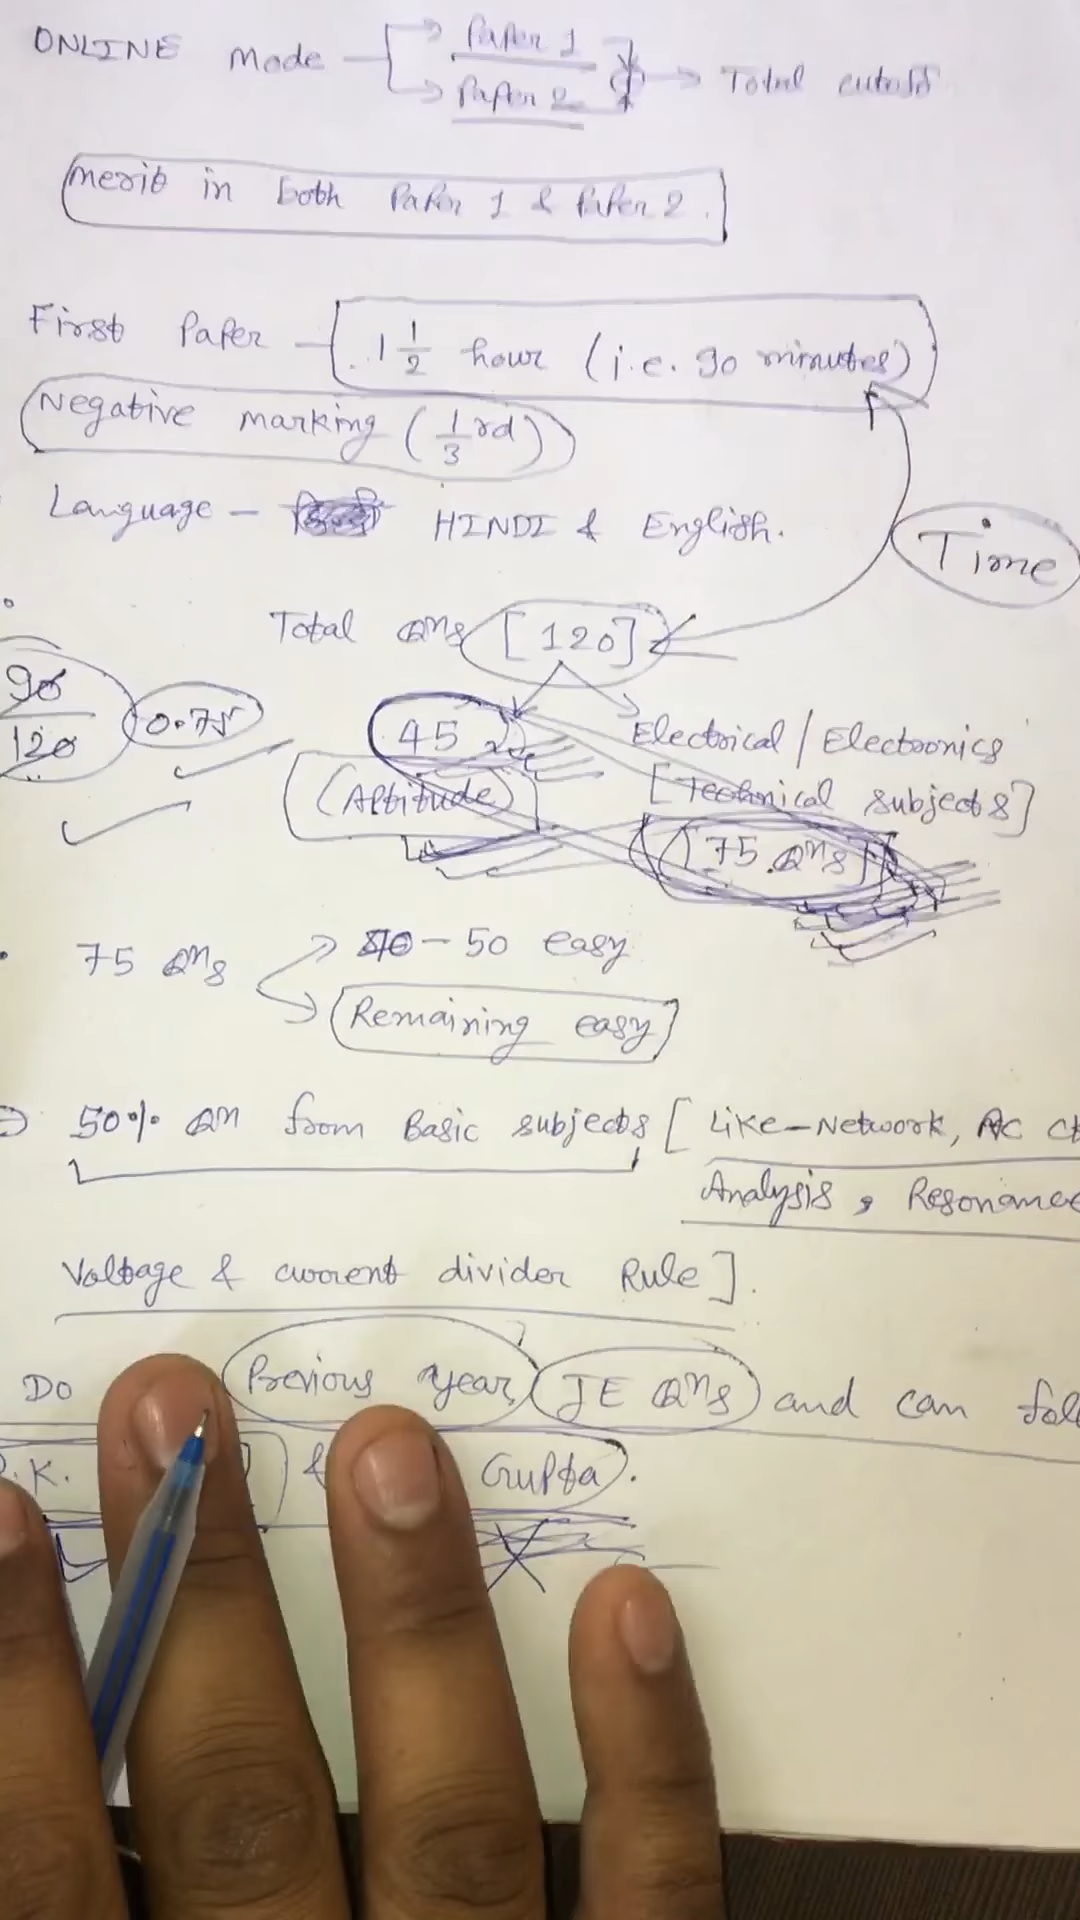 ONLINE Mode → Paper 1
→ Paper 2 → Total cutoff
merit in both Paper 1 & Paper 2.
First Paper – 1 1/2 hour (i.e. 90 minutes)
Negative marking (1/3 rd)
Language – HINDI & English.
Time
Total Qns [120]
90/120 0.75
45 Electrical / Electronics
(Aptitude) [Technical subjects]
[75 Qns]
75 Qns → – 50 easy
→ Remaining easy
⇒ 50% Qn from Basic subjects [Like–Network, AC
Analysis, Resonance
Voltage & current divider Rule].
Do Previous year, JE Qns and can
K. & Gupta.